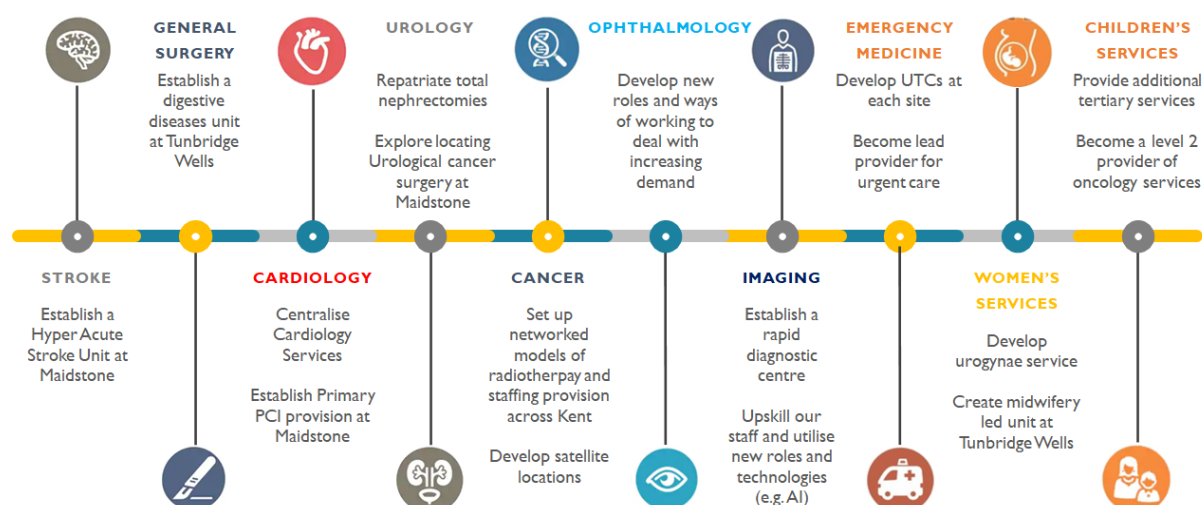 STROKE
Establish a
Hyper Acute
Stroke Unit at
Maidstone
GENERAL
SURGERY
Establish a
digestive
diseases unit
at Tunbridge
Wells
CARDIOLOGY
Centralise
Cardiology
Services
Establish Primary
PCI provision at
Maidstone
UROLOGY
Repatriate total
nephrectomies
Explore locating
Urological cancer
surgery at
Maidstone
CANCER
Set up
networked
models of
radiotherpay and
staffing provision
across Kent
Develop satellite
locations
OPHTHALMOLOGY
Develop new
roles and ways
of working to
deal with
increasing
demand
IMAGING
Establish a
rapid
diagnostic
centre
Upskill our
staff and utilise
new roles and
technologies
(e.g. AI)
EMERGENCY
MEDICINE
Develop UTCs at
each site
Become lead
provider for
urgent care
WOMEN'S
SERVICES
Develop
urogynae service
Create midwifery
led unit at
Tunbridge Wells
CHILDREN'S
SERVICES
Provide additional
tertiary services
Become a level 2
provider of
oncology services